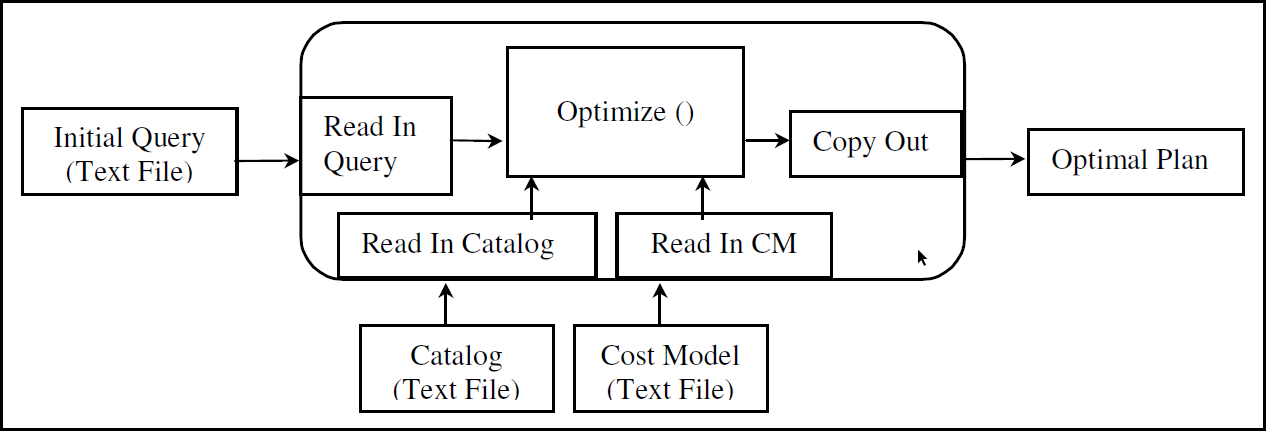 Initial Query
(Text File)
Read In
Query
Optimize ()
Copy Out
Optimal Plan
Read In Catalog
Read In CM
Catalog
(Text File)
Cost Model
(Text File)